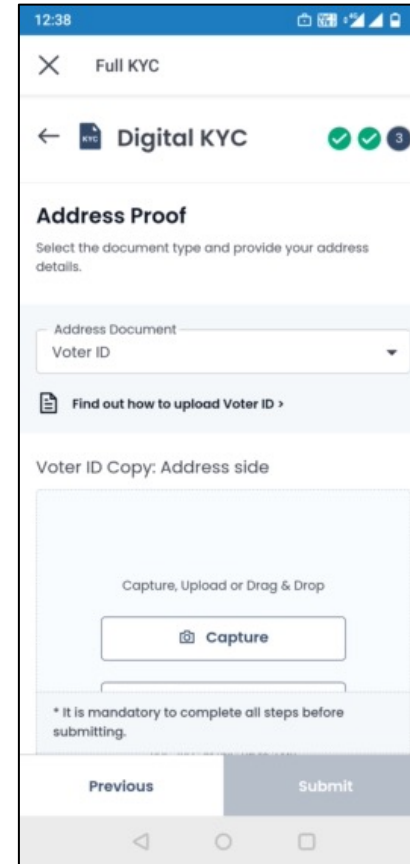 12:38
Full KYC
KYC
Digital KYC
3
Address Proof
Select the document type and provide your address
details.
Address Document
Voter ID
Find out how to upload Voter ID >
Voter ID Copy: Address side
Capture, Upload or Drag & Drop
Capture
* It is mandatory to complete all steps before
submitting.
Previous
Submit